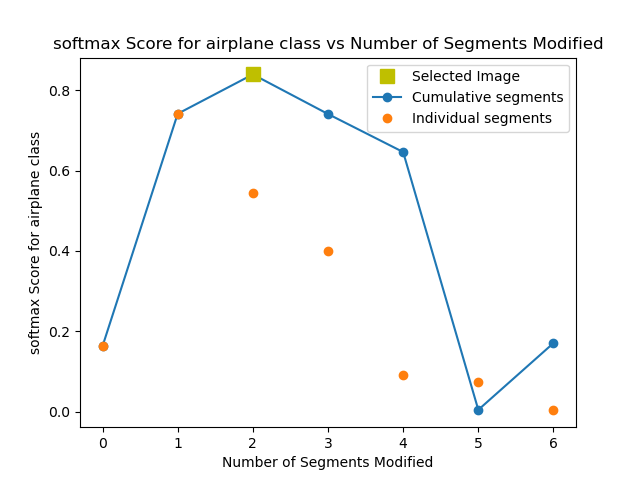 softmax Score for airplane class vs Number of Segments Modified
Selected Image
Cumulative segments
Individual segments
softmax Score for airplane class
0.8
0.6
0.4
0.2
0.0
0 1 2 3 4 5 6
Number of Segments Modified